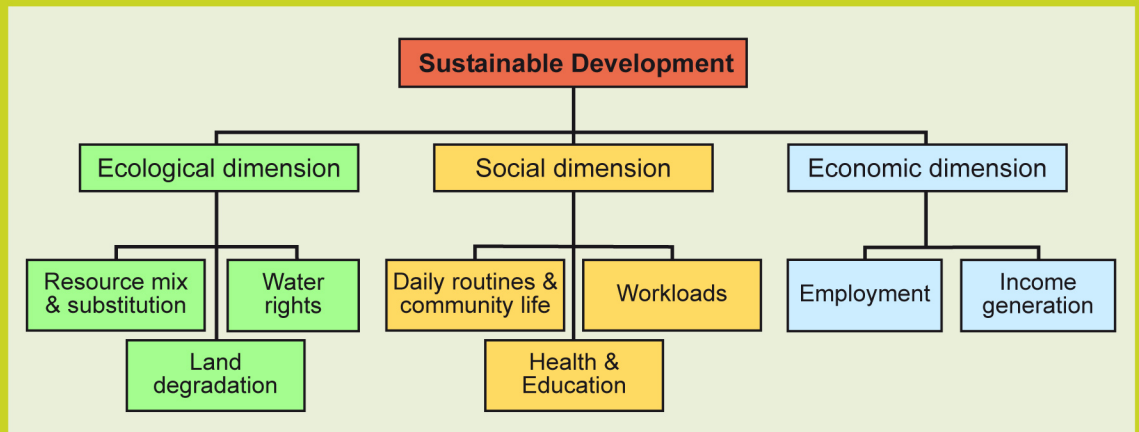 Sustainable Development
Ecological dimension
Social dimension
Economic dimension
Resource mix
& substitution
Water
rights
Land
degradation
Daily routines &
community life
Workloads
Health &
Education
Employment
Income
generation